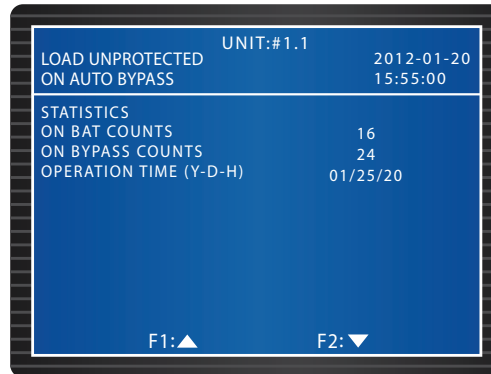 UNIT:#1.1
LOAD UNPROTECTED 2012-01-20
ON AUTO BYPASS 15:55:00
STATISTICS
ON BAT COUNTS 16
ON BYPASS COUNTS 24
OPERATION TIME (Y-D-H) 01/25/20
F1:▲ F2:▼